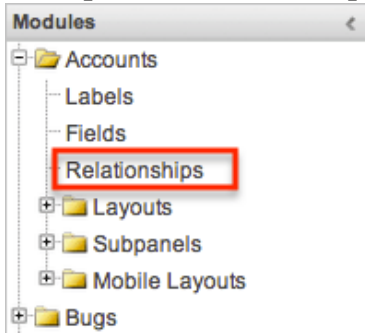 Modules
Accounts
Labels
Fields
Relationships
Layouts
Subpanels
Mobile Layouts
Bugs